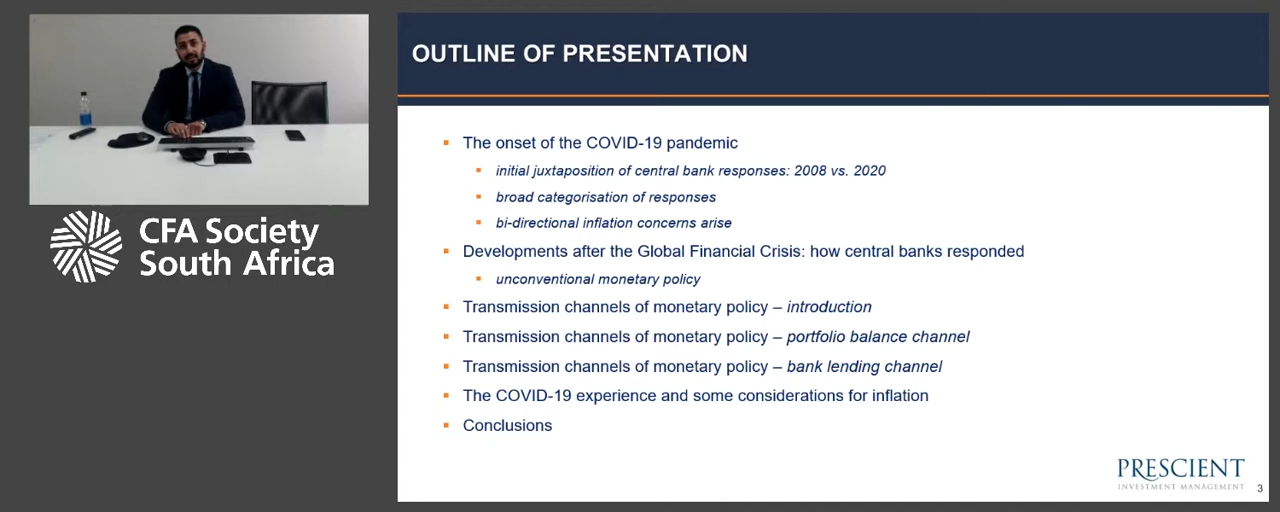 CFA Society
South Africa
OUTLINE OF PRESENTATION
The onset of the COVID-19 pandemic
initial juxtaposition of central bank responses: 2008 vs. 2020
broad categorisation of responses
bi-directional inflation concerns arise
Developments after the Global Financial Crisis: how central banks responded
unconventional monetary policy
Transmission channels of monetary policy – introduction
Transmission channels of monetary policy – portfolio balance channel
Transmission channels of monetary policy – bank lending channel
The COVID-19 experience and some considerations for inflation
Conclusions
PRESCIENT
INVESTMENT MANAGEMENT
3